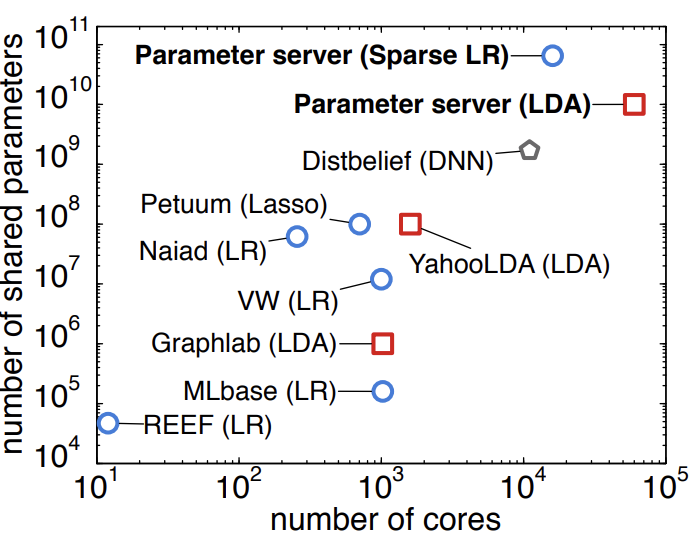 number of shared parameters
10^11
10^10
10^9
10^8
10^7
10^6
10^5
10^4
Parameter server (Sparse LR)
Parameter server (LDA)
Distbelief (DNN)
Petuum (Lasso)
Naiad (LR)
YahooLDA (LDA)
VW (LR)
Graphlab (LDA)
MLbase (LR)
REEF (LR)
10^1 10^2 10^3 10^4 10^5
number of cores